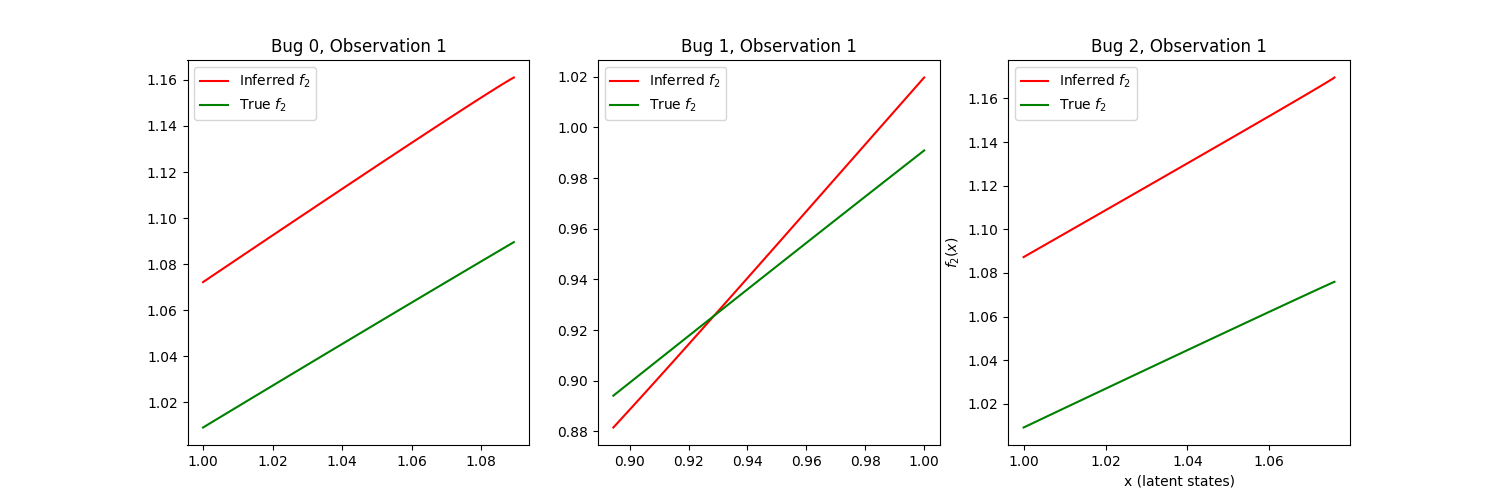 Bug 0, Observation 1
Inferred f₂
True f₂
1.16
1.14
1.12
1.10
1.08
1.06
1.04
1.02
1.00 1.02 1.04 1.06 1.08
Bug 1, Observation 1
Inferred f₂
True f₂
1.02
1.00
0.98
0.96
0.94
0.92
0.90
0.88
0.90 0.92 0.94 0.96 0.98 1.00
Bug 2, Observation 1
Inferred f₂
True f₂
f₂(x)
1.16
1.14
1.12
1.10
1.08
1.06
1.04
1.02
1.00 1.02 1.04 1.06
x (latent states)